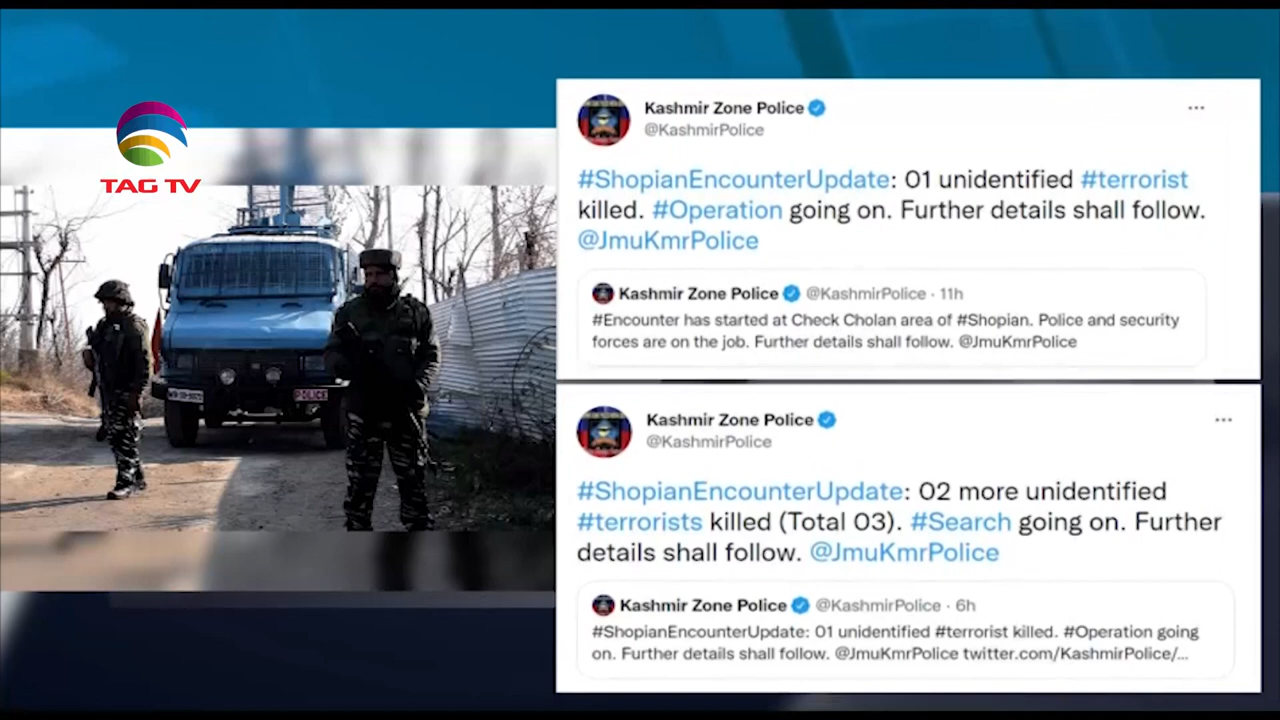 TAG TV
POLICE
Kashmir Zone Police
@KashmirPolice
#ShopianEncounterUpdate: 01 unidentified #terrorist
killed. #Operation going on. Further details shall follow.
@JmuKmrPolice
Kashmir Zone Police @KashmirPolice · 11h
#Encounter has started at Check Cholan area of #Shopian. Police and security
forces are on the job. Further details shall follow. @JmuKmrPolice
Kashmir Zone Police
@KashmirPolice
#ShopianEncounterUpdate: 02 more unidentified
#terrorists killed (Total 03). #Search going on. Further
details shall follow. @JmuKmrPolice
Kashmir Zone Police @KashmirPolice · 6h
#ShopianEncounterUpdate: 01 unidentified #terrorist killed. #Operation going
on. Further details shall follow. @JmuKmrPolice twitter.com/KashmirPolice/...